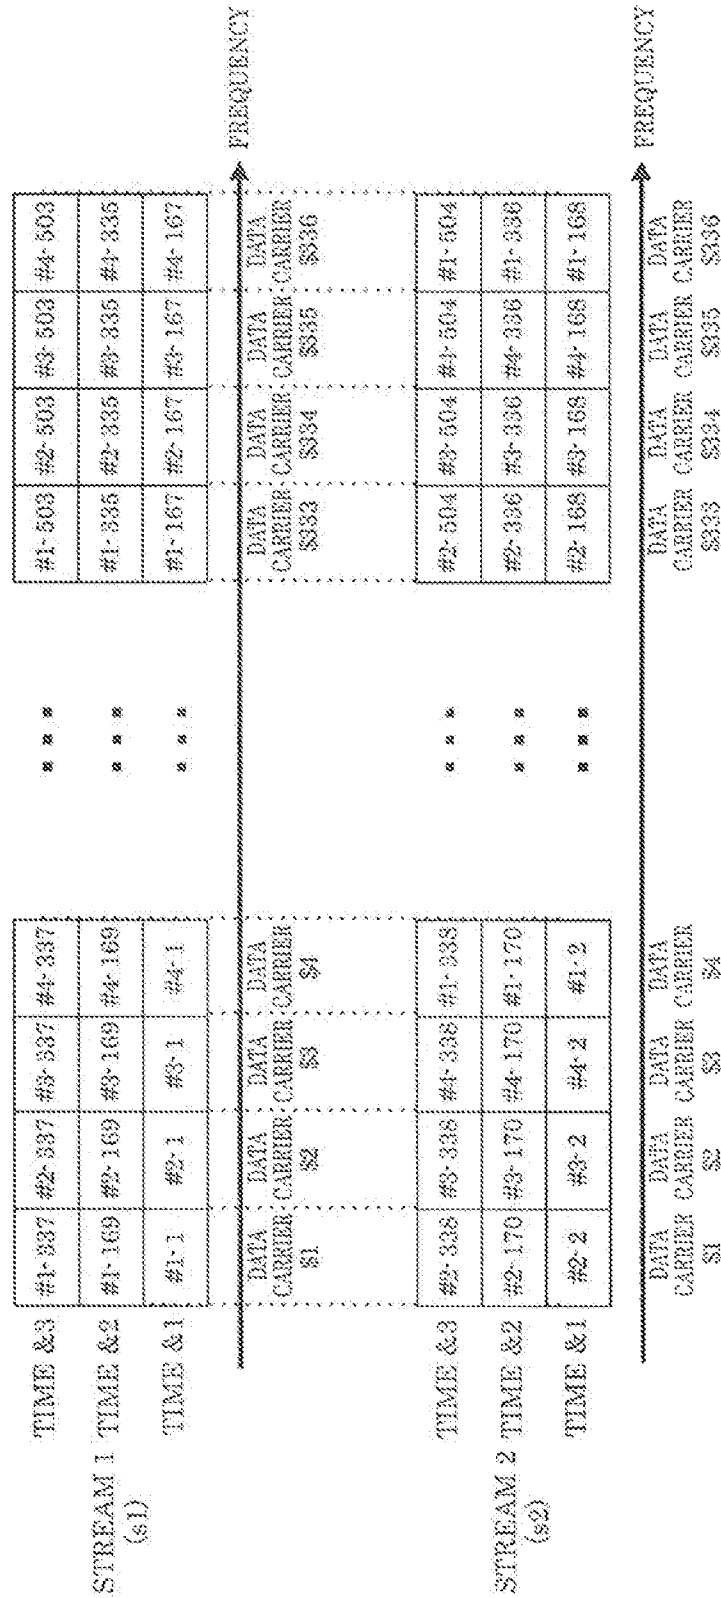 TIME &3 #1-337 #2-337 #3-337 #4-337 ... #1-503 #2-503 #3-503 #4-503
STREAM 1 TIME &2 #1-169 #2-169 #3-169 #4-169 ... #1-335 #2-335 #3-335 #4-335
(s1)
TIME &1 #1-1 #2-1 #3-1 #4-1 ... #1-167 #2-167 #3-167 #4-167
FREQUENCY
DATA DATA DATA DATA DATA DATA DATA DATA
CARRIER CARRIER CARRIER CARRIER CARRIER CARRIER CARRIER CARRIER
$1 $2 $3 $4 $333 $334 $335 $336
TIME &3 #2-338 #3-338 #4-338 #1-338 ... #2-504 #3-504 #4-504 #1-504
STREAM 2 TIME &2 #2-170 #3-170 #4-170 #1-170 ... #2-336 #3-336 #4-336 #1-336
(s2)
TIME &1 #2-2 #3-2 #4-2 #1-2 ... #2-168 #3-168 #4-168 #1-168
FREQUENCY
DATA DATA DATA DATA DATA DATA DATA DATA
CARRIER CARRIER CARRIER CARRIER CARRIER CARRIER CARRIER CARRIER
$1 $2 $3 $4 $333 $334 $335 $336